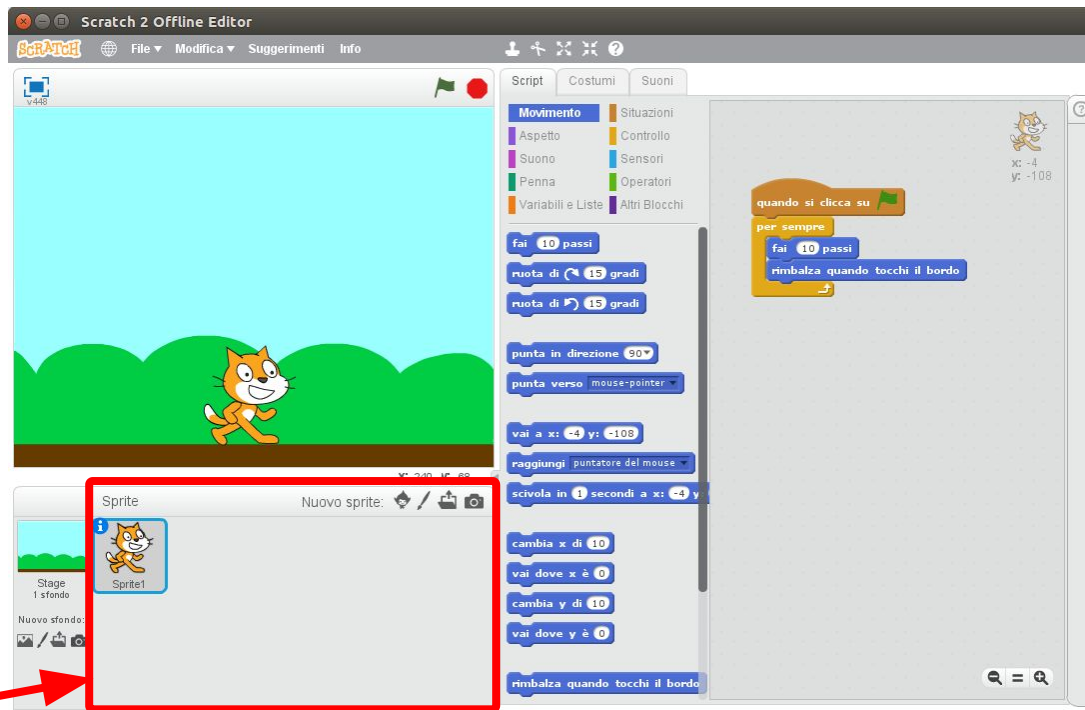 Scratch 2 Offline Editor
SCRATCH File Modifica Suggerimenti Info
v448
Script Costumi Suoni
Movimento Situazioni
Aspetto Controllo
Suono Sensori
Penna Operatori
Variabili e Liste Altri Blocchi
fai 10 passi
ruota di 15 gradi
ruota di 15 gradi
punta in direzione 90
punta verso mouse-pointer
vai a x: -4 y: -108
raggiungi puntatore del mouse
scivola in 1 secondi a x: -4 y
cambia x di 10
vai dove x è 0
cambia y di 10
vai dove y è 0
rimbalza quando tocchi il bordo
x: -4
y: -108
quando si clicca su
per sempre
fai 10 passi
rimbalza quando tocchi il bordo
Sprite Nuovo sprite:
Sprite1
Stage
1 sfondo
Nuovo sfondo: